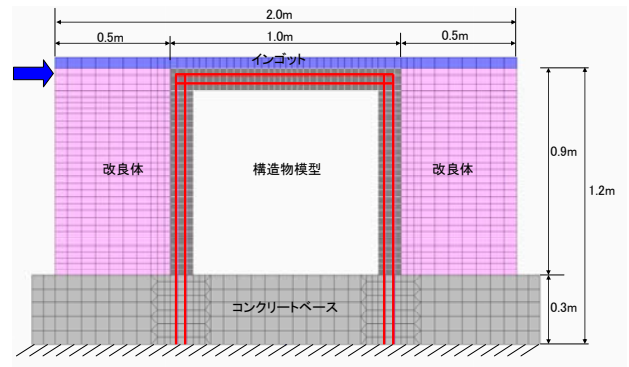 2.0m
0.5m
1.0m
0.5m
インゴット
改良体
構造物模型
改良体
0.9m
1.2m
コンクリートベース
0.3m